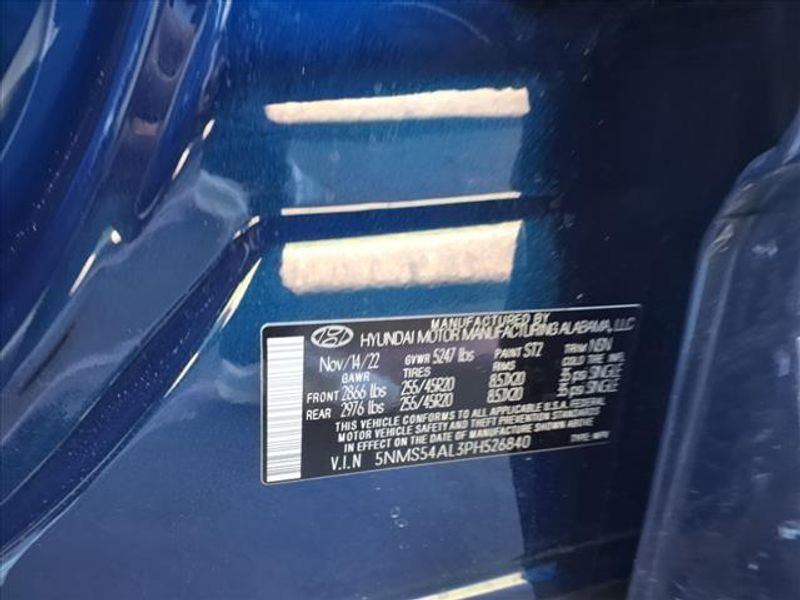 MANUFACTURED BY
HYUNDAI MOTOR MANUFACTURING ALABAMA, LLC
Nov/14/22 GVWR 5247 lbs PAINT ST2 TRIM NSN
GAWR TIRES RIMS COLD TIRE INFL
FRONT 2866 lbs 255/45R20 8.5JX20 35 psi SINGLE
REAR 2976 lbs 255/45R20 8.5JX20 35 psi SINGLE
THIS VEHICLE CONFORMS TO ALL APPLICABLE U.S.A FEDERAL
MOTOR VEHICLE SAFETY AND THEFT PREVENTION STANDARDS
IN EFFECT ON THE DATE OF MANUFACTURE SHOWN ABOVE
V.I.N 5NMS54AL3PH526840 TYPE: MPV